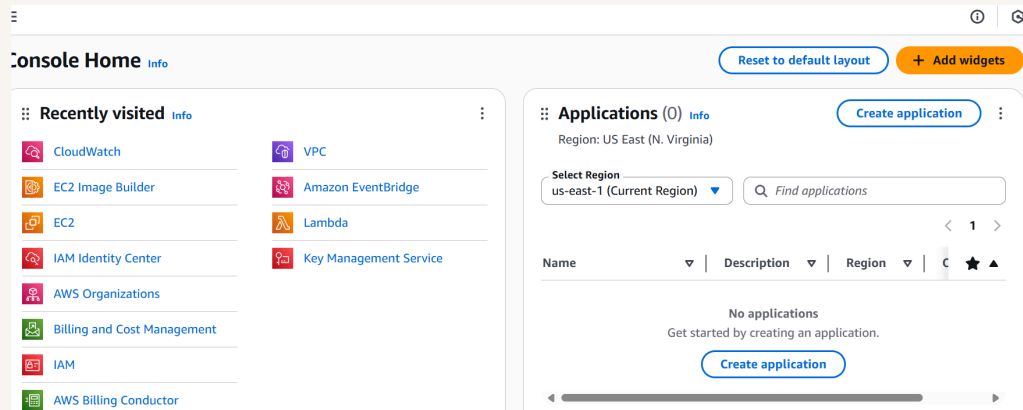 Console Home Info
Reset to default layout
+ Add widgets
Recently visited Info
CloudWatch
EC2 Image Builder
EC2
IAM Identity Center
AWS Organizations
Billing and Cost Management
IAM
AWS Billing Conductor
VPC
Amazon EventBridge
Lambda
Key Management Service
Applications (0) Info
Create application
Region: US East (N. Virginia)
Select Region
us-east-1 (Current Region)
Find applications
1
Name Description Region
No applications
Get started by creating an application.
Create application